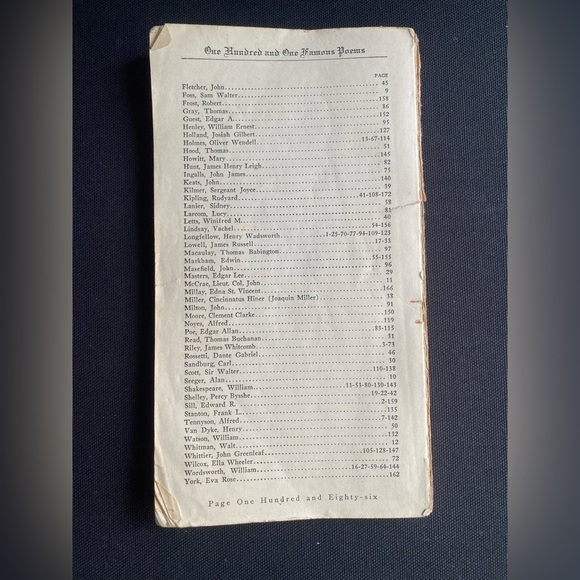 One Hundred and One Famous Poems
PAGE
Fletcher, John 45
Foss, Sam Walter 9
Frost, Robert 158
Gray, Thomas 86
Guest, Edgar A. 152
Henley, William Ernest 95
Holland, Josiah Gilbert 127
Holmes, Oliver Wendell 13-67-114
Hood, Thomas 51
Howitt, Mary 145
Hunt, James Henry Leigh 82
Ingalls, John James 75
Keats, John 140
Kilmer, Sergeant Joyce 39
Kipling, Rudyard 41-108-172
Lanier, Sidney 58
Larcom, Lucy 81
Letts, Winifred M. 40
Lindsay, Vachel 54-156
Longfellow, Henry Wadsworth 1-25-70-77-94-109-123
Lowell, James Russell 17-33
Macaulay, Thomas Babington 97
Markham, Edwin 55-155
Masefield, John 96
Masters, Edgar Lee 29
McCrae, Lieut. Col. John 11
Millay, Edna St. Vincent 166
Miller, Cincinnatus Hiner (Joaquin Miller) 38
Milton, John 91
Moore, Clement Clarke 150
Noyes, Alfred 119
Poe, Edgar Allan 83-115
Read, Thomas Buchanan 31
Riley, James Whitcomb 3-73
Rossetti, Dante Gabriel 46
Sandburg, Carl 30
Scott, Sir Walter 110-138
Seeger, Alan 10
Shakespeare, William 11-53-80-130-143
Shelley, Percy Bysshe 19-22-42
Sill, Edward R. 2-159
Stanton, Frank L. 135
Tennyson, Alfred 7-142
Van Dyke, Henry 50
Watson, William 132
Whitman, Walt 12
Whittier, John Greenleaf 105-128-147
Wilcox, Ella Wheeler 72
Wordsworth, William 16-27-59-64-144
York, Eva Rose 162
Page One Hundred and Eighty-six